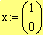 x := (1
0)